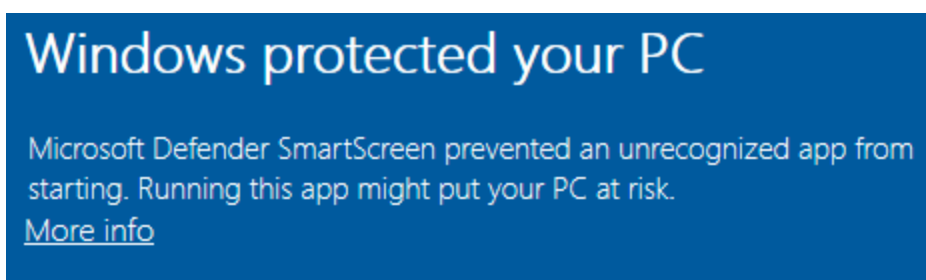 Windows protected your PC
Microsoft Defender SmartScreen prevented an unrecognized app from
starting. Running this app might put your PC at risk.
More info